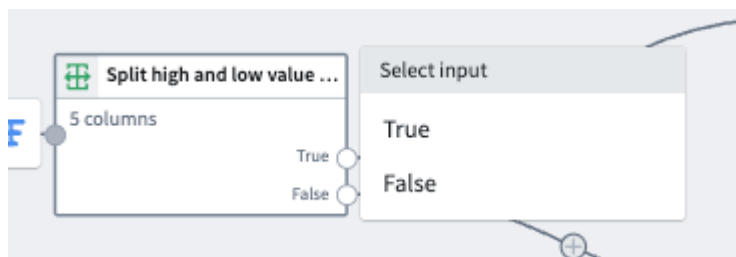 Split high and low value ...
5 columns
True
False
Select input
True
False